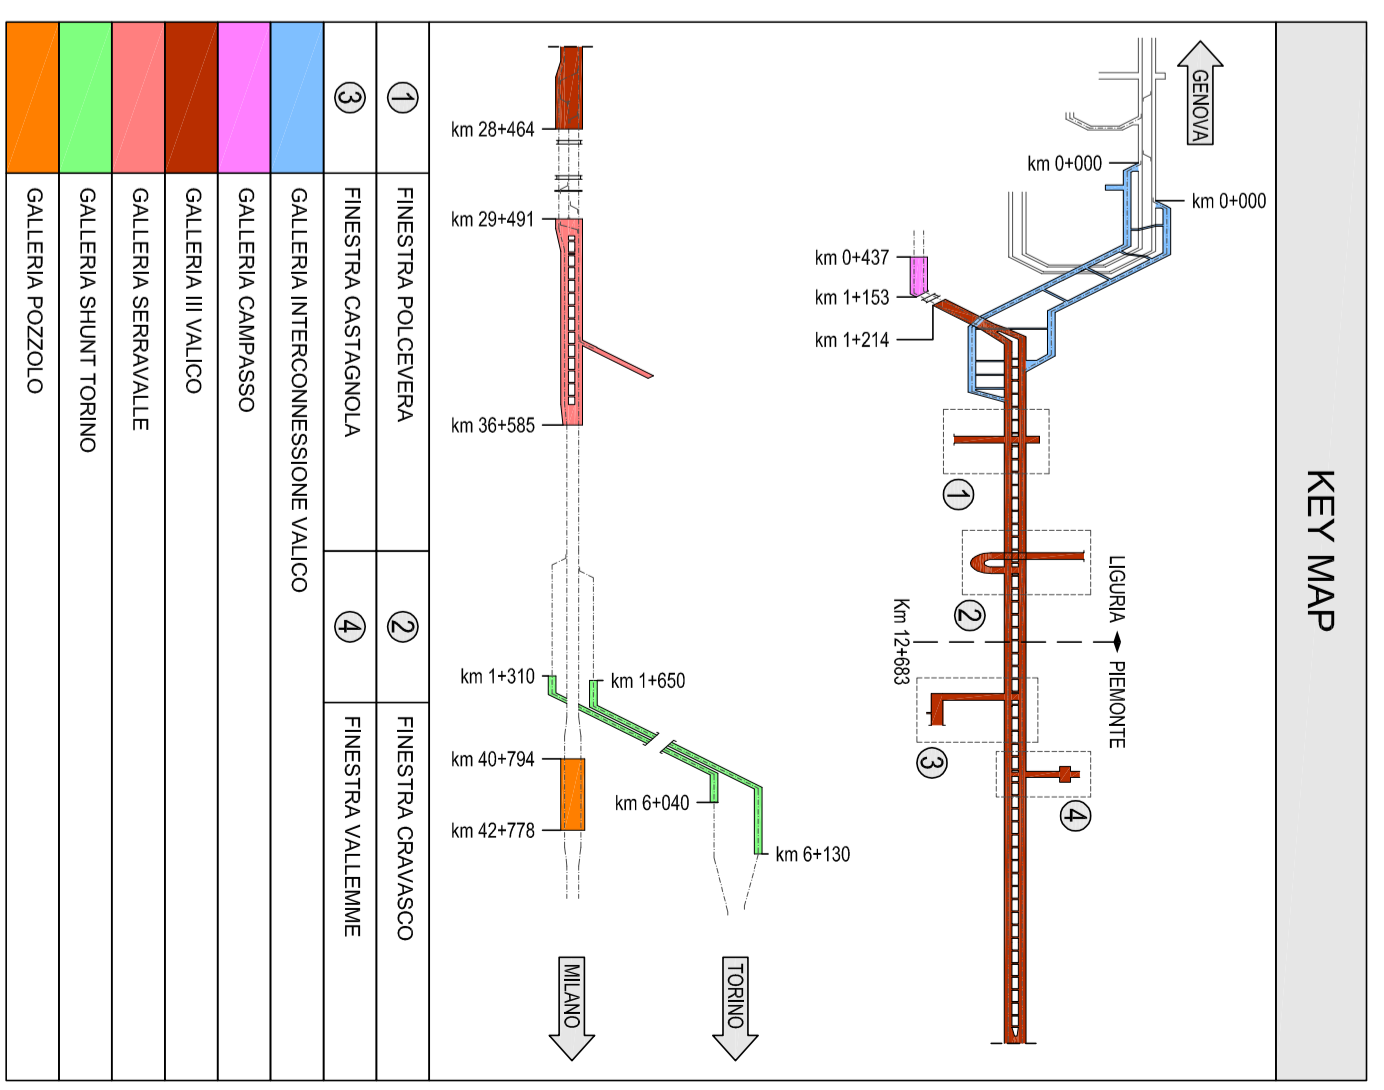 KEY MAP
GENOVA
km 0+000
km 0+000
km 0+437
km 1+153
km 1+214
1
2
LIGURIA
PIEMONTE
Km 12+683
3
4
km 28+464
km 29+491
km 36+585
km 1+310
km 1+650
km 40+794
km 6+040
km 42+778
km 6+130
MILANO
TORINO
1 FINESTRA POLCEVERA 2 FINESTRA CRAVASCO
3 FINESTRA CASTAGNOLA 4 FINESTRA VALLEMME
GALLERIA INTERCONNESSIONE VALICO
GALLERIA CAMPASSO
GALLERIA III VALICO
GALLERIA SERRAVALLE
GALLERIA SHUNT TORINO
GALLERIA POZZOLO